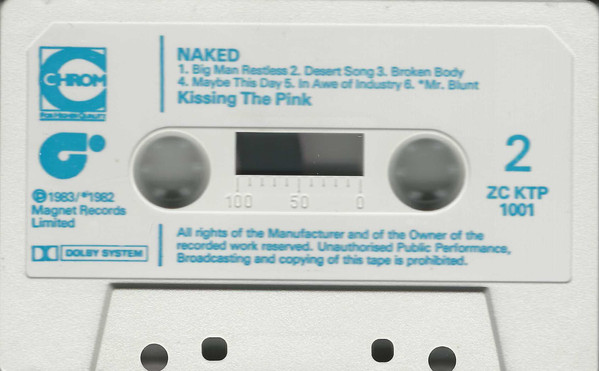 NAKED
1. Big Man Restless 2. Desert Song 3. Broken Body
4. Maybe This Day 5. In Awe of Industry 6. *Mr. Blunt
Kissing The Pink
CHROM
2
ZC KTP
1001
100 50 0
℗ 1983/*1982
Magnet Records
Limited
DOLBY SYSTEM
All rights of the Manufacturer and of the Owner of the
recorded work reserved. Unauthorised Public Performance,
Broadcasting and copying of this tape is prohibited.